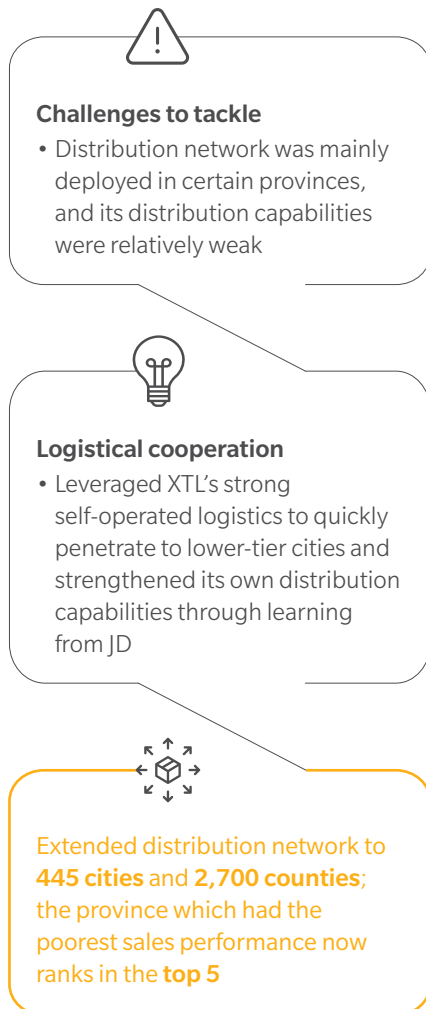 Challenges to tackle
• Distribution network was mainly
deployed in certain provinces,
and its distribution capabilities
were relatively weak
Logistical cooperation
• Leveraged XTL's strong
self-operated logistics to quickly
penetrate to lower-tier cities and
strengthened its own distribution
capabilities through learning
from JD
Extended distribution network to
445 cities and 2,700 counties;
the province which had the
poorest sales performance now
ranks in the top 5